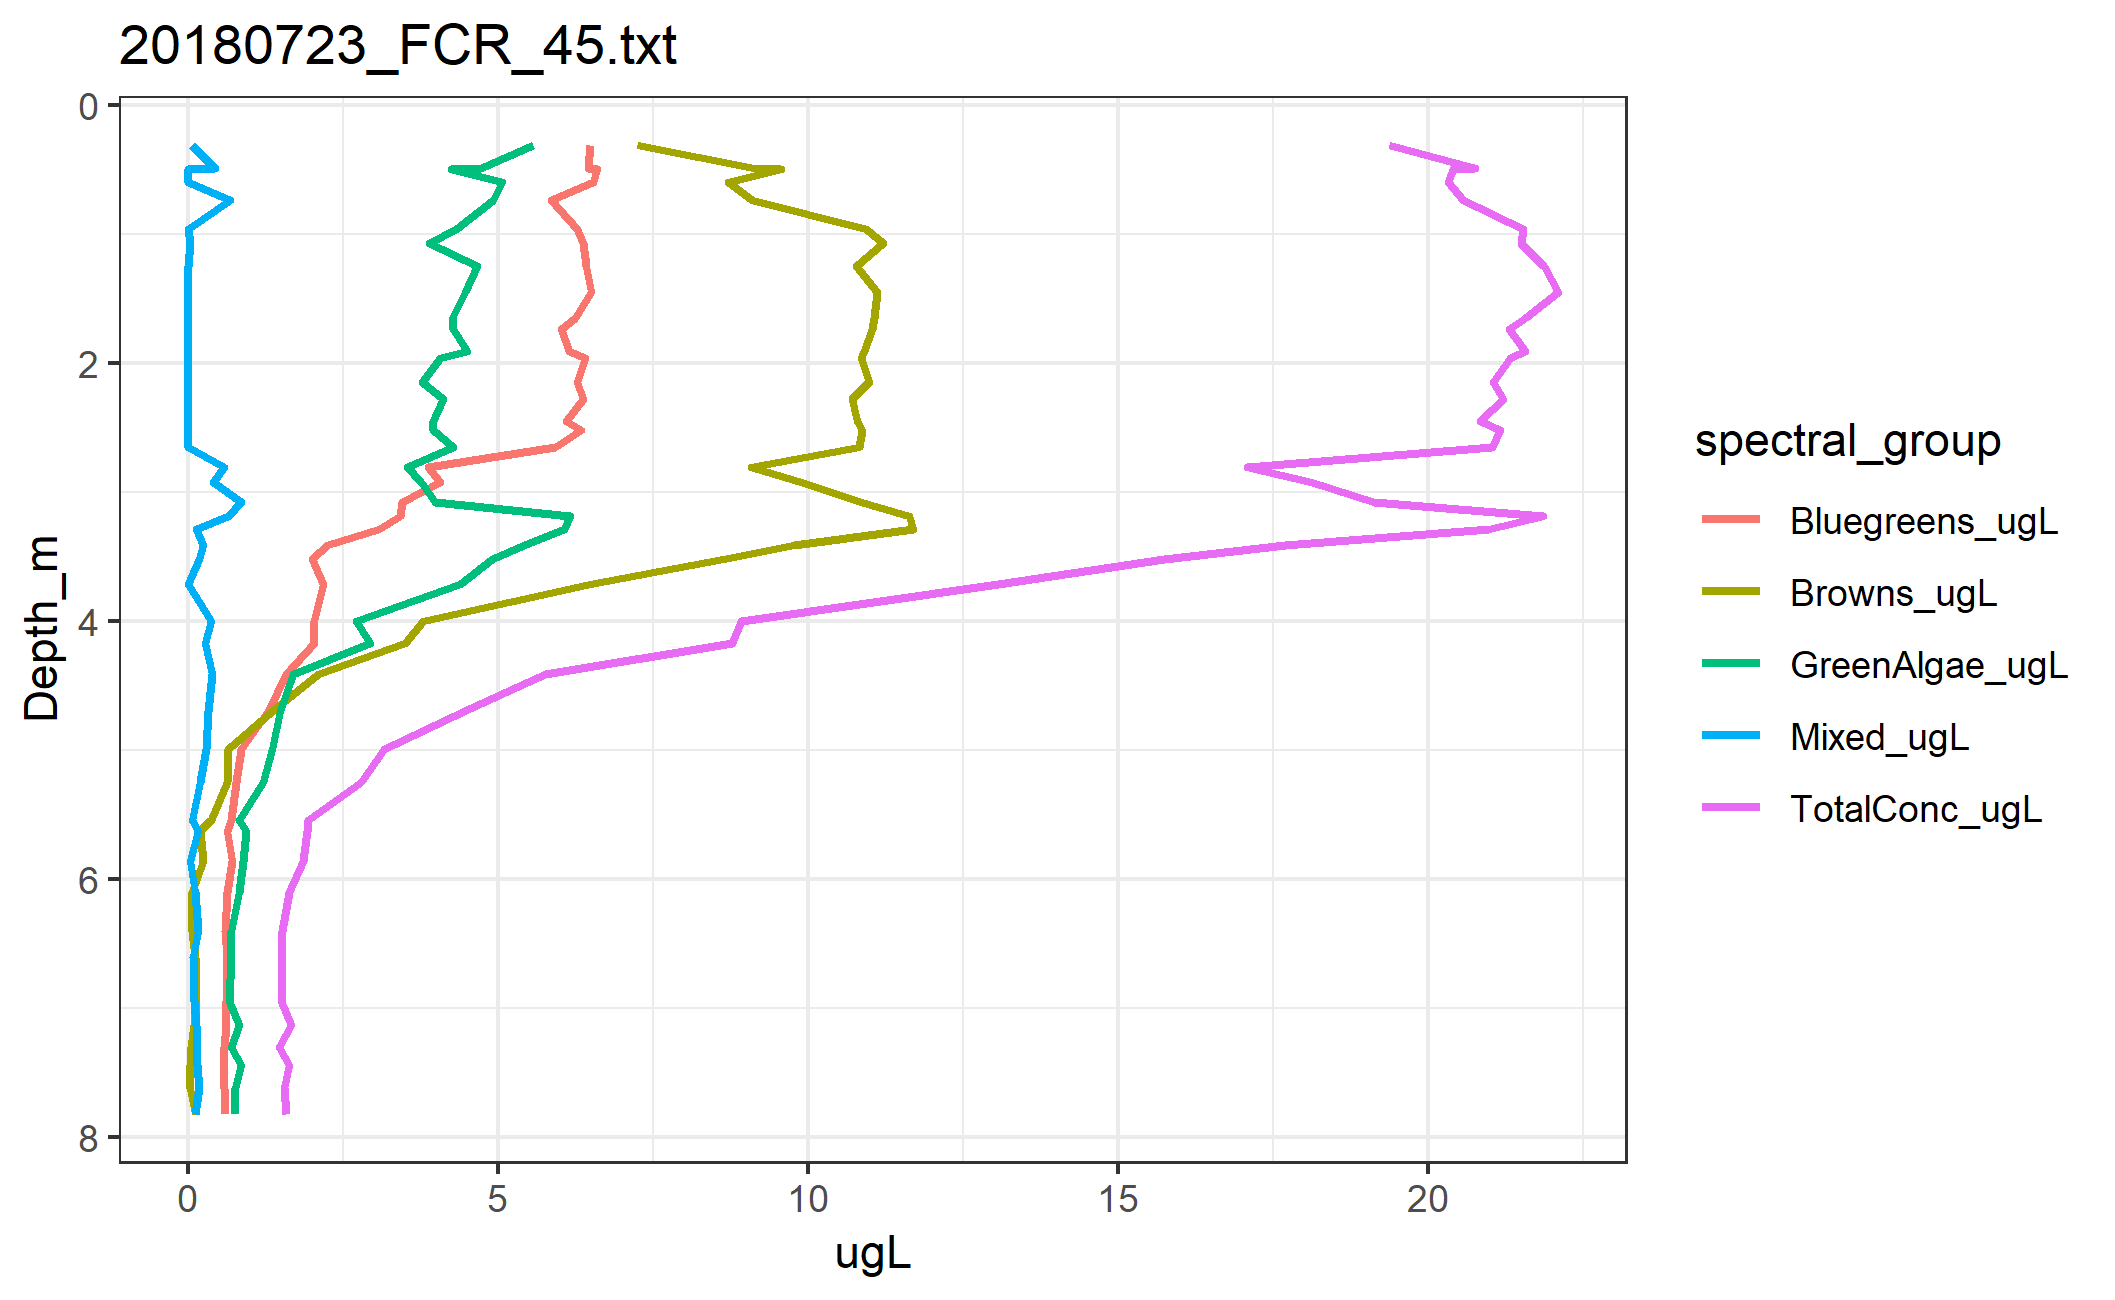 20180723_FCR_45.txt
0
2
4
6
8
Depth_m
0 5 10 15 20
ugL
spectral_group
Bluegreens_ugL
Browns_ugL
GreenAlgae_ugL
Mixed_ugL
TotalConc_ugL